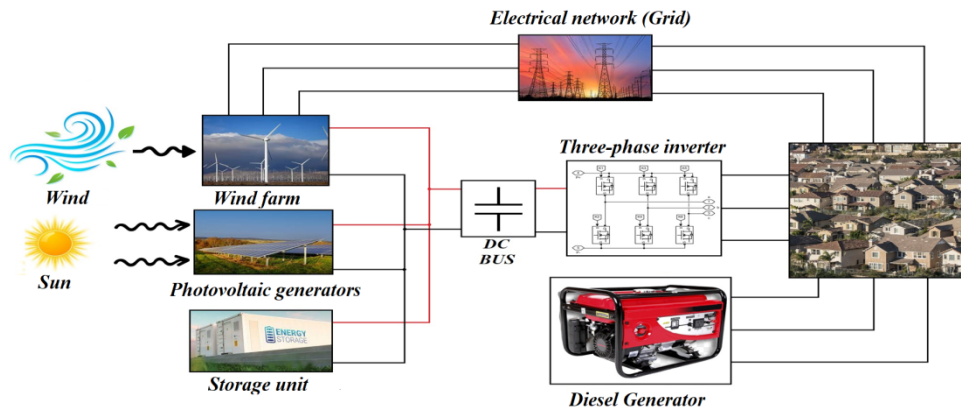 Electrical network (Grid)
Three-phase inverter
Wind
Wind farm
DC
BUS
Sun
Photovoltaic generators
ENERGY
STORAGE
Storage unit
Diesel Generator